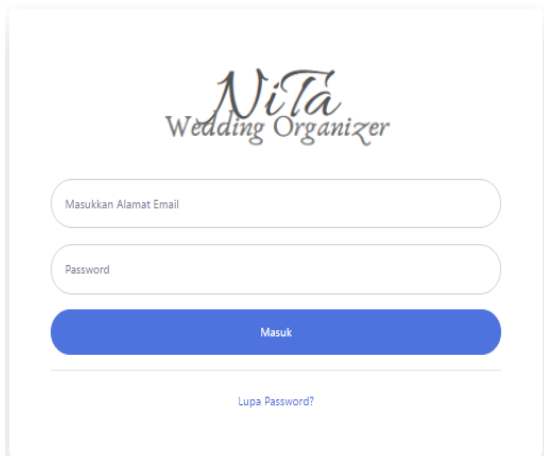 NiTa
Wedding Organizer
Masukkan Alamat Email
Password
Masuk
Lupa Password?